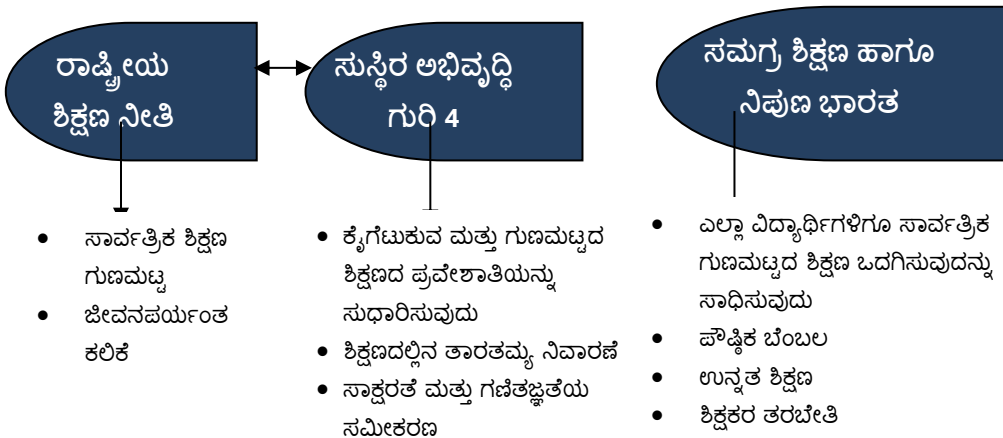 ರಾಷ್ಟ್ರೀಯ
ಶಿಕ್ಷಣ ನೀತಿ
ಸಾರ್ವತ್ರಿಕ ಶಿಕ್ಷಣ
ಗುಣಮಟ್ಟ
ಜೀವನಪರ್ಯಂತ
ಕಲಿಕೆ
ಸುಸ್ಥಿರ ಅಭಿವೃದ್ಧಿ
ಗುರಿ 4
ಕೈಗೆಟುಕುವ ಮತ್ತು ಗುಣಮಟ್ಟದ
ಶಿಕ್ಷಣದ ಪ್ರವೇಶಾತಿಯನ್ನು
ಸುಧಾರಿಸುವುದು
ಶಿಕ್ಷಣದಲ್ಲಿನ ತಾರತಮ್ಯ ನಿವಾರಣೆ
ಸಾಕ್ಷರತೆ ಮತ್ತು ಗಣಿತಜ್ಞತೆಯ
ಸಮೀಕರಣ
ಸಮಗ್ರ ಶಿಕ್ಷಣ ಹಾಗೂ
ನಿಪುಣ ಭಾರತ
ಎಲ್ಲಾ ವಿದ್ಯಾರ್ಥಿಗಳಿಗೂ ಸಾರ್ವತ್ರಿಕ
ಗುಣಮಟ್ಟದ ಶಿಕ್ಷಣ ಒದಗಿಸುವುದನ್ನು
ಸಾಧಿಸುವುದು
ಪೌಷ್ಠಿಕ ಬೆಂಬಲ
ಉನ್ನತ ಶಿಕ್ಷಣ
ಶಿಕ್ಷಕರ ತರಬೇತಿ